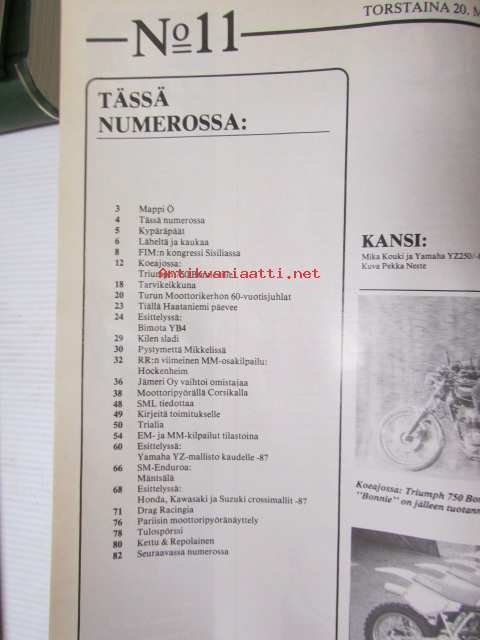 No 11
TORSTAINA 20.
TÄSSÄ
NUMEROSSA:
3 Mappi Ö
4 Tässä numerossa
5 Kypäräpäät
6 Läheltä ja kaukaa
8 FIM:n kongressi Sisiliassa
12 Koeajossa:
Triumph
Antikvariaatti.net
18 Tarvikeikkuna
20 Turun Moottorikerhon 60-vuotisjuhlat
23 Tiällä Haataniemi päevee
24 Esittelyssä:
Bimota YB4
29 Kilen sladi
30 Pystymettä Mikkelissä
32 RR:n viimeinen MM-osakilpailu:
Hockenheim
36 Jämeri Oy vaihtoi omistajaa
38 Moottoripyörällä Corsikalla
48 SML tiedottaa
49 Kirjeitä toimitukselle
50 Trialia
54 EM- ja MM-kilpailut tilastoina
60 Esittelyssä:
Yamaha YZ-mallisto kaudelle -87
66 SM-Enduroa:
Mäntsälä
68 Esittelyssä:
Honda, Kawasaki ja Suzuki crossimallit -87
71 Drag Racingia
76 Pariisin moottoripyöränäyttely
78 Tulospörssi
80 Kettu & Repolainen
82 Seuraavassa numerossa
KANSI:
Mika Kouki ja Yamaha YZ250/
Kuva Pekka Neste
Koeajossa: Triumph 750 Bon
"Bonnie" on jälleen tuotann